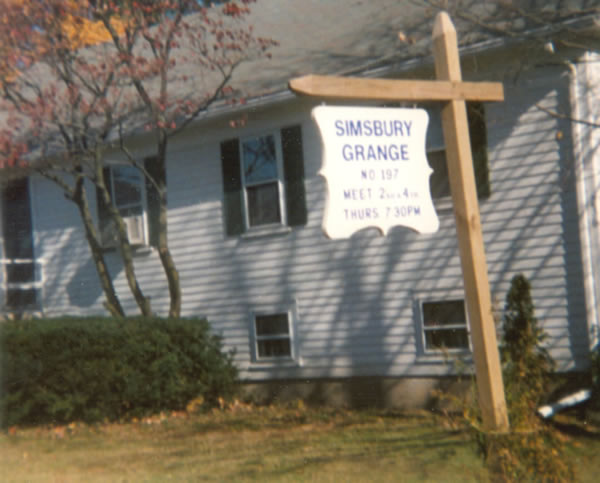 SIMSBURY
GRANGE
NO 197
MEET 2ND & 4TH
THURS. 7:30PM